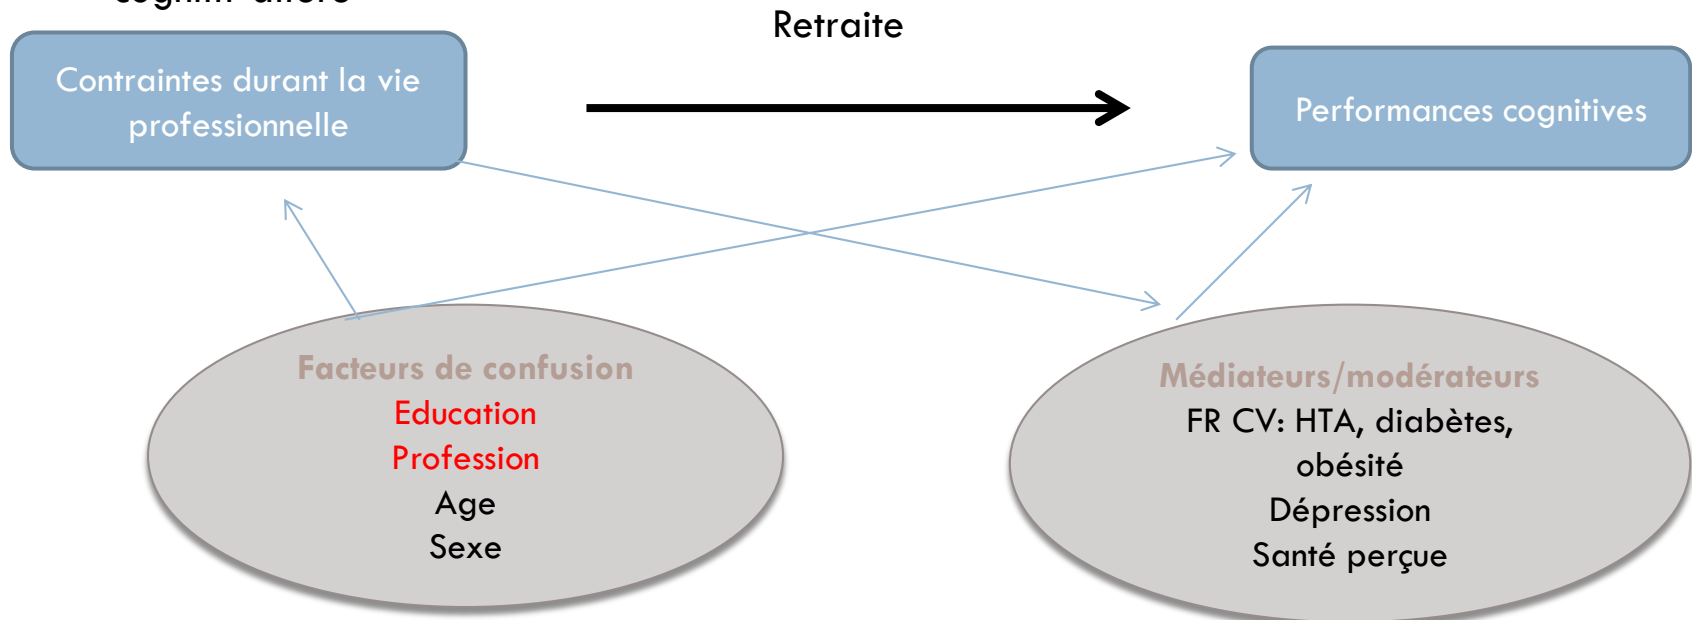 Retraite
Contraintes durant la vie
professionnelle
Performances cognitives
Facteurs de confusion
Education
Profession
Age
Sexe
Médiateurs/modérateurs
FR CV: HTA, diabètes,
obésité
Dépression
Santé perçue